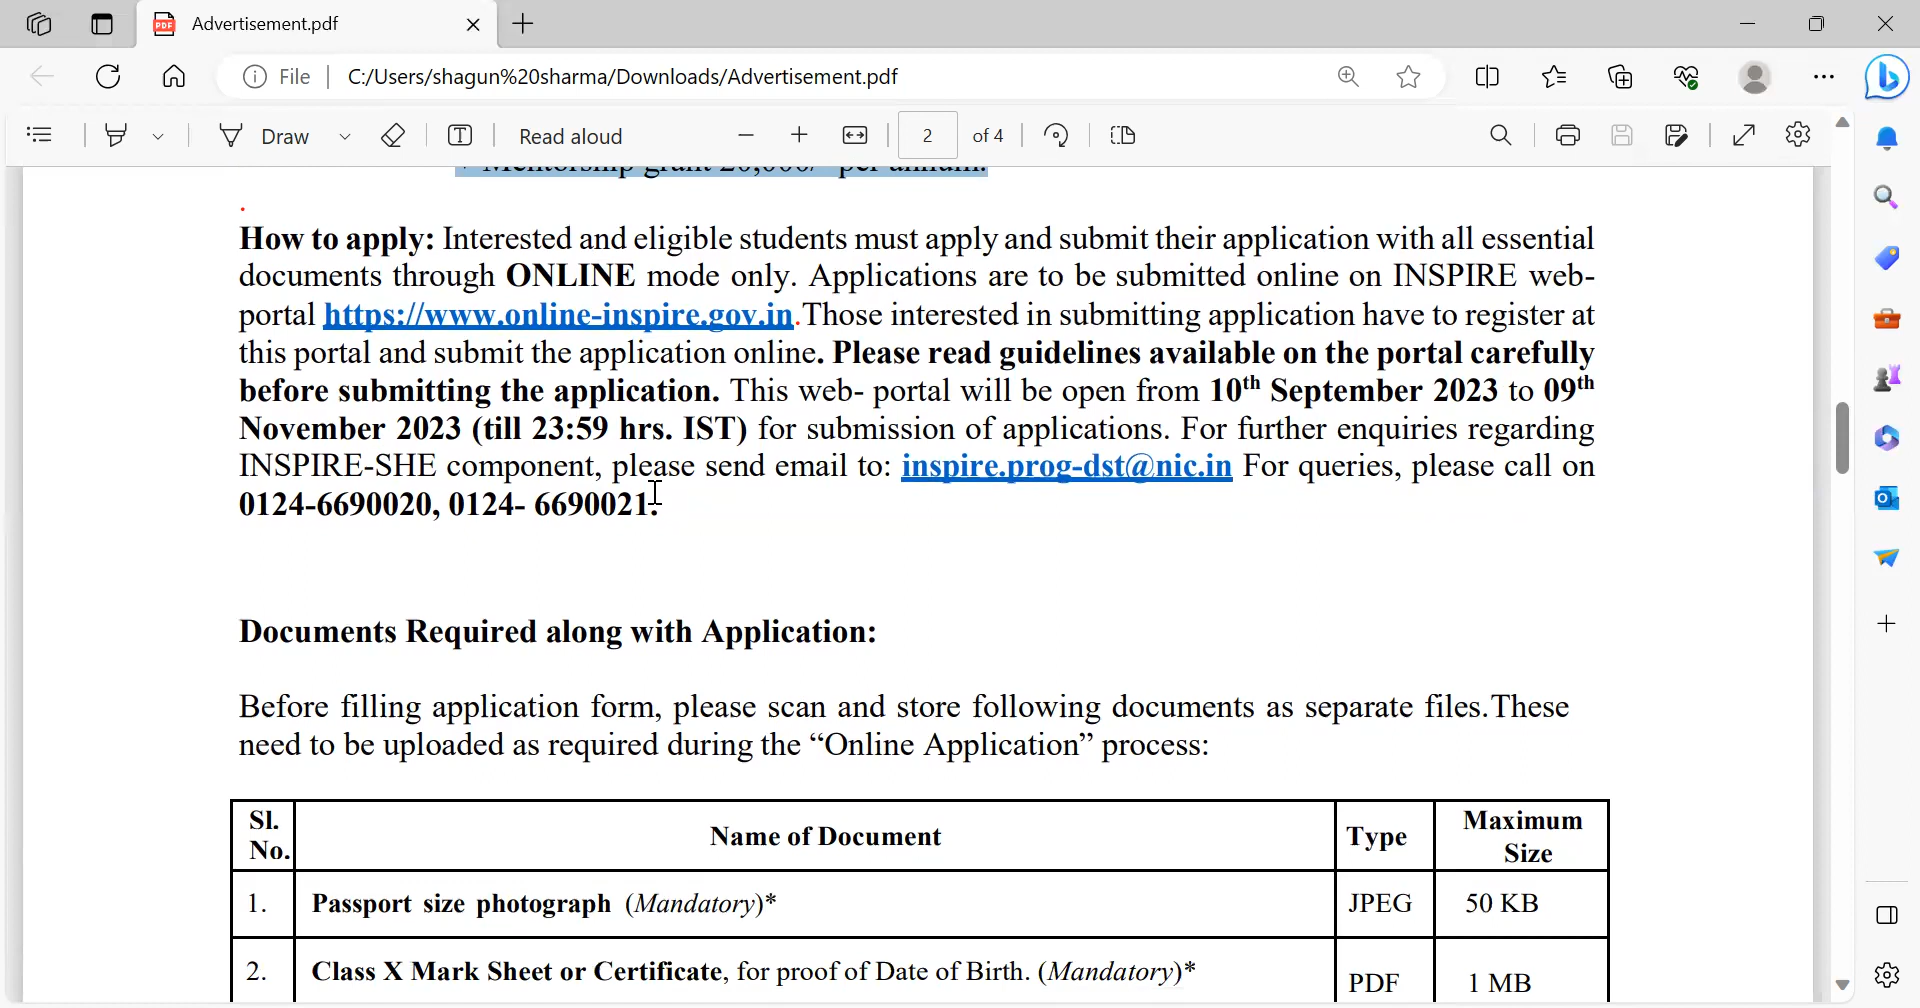 Advertisement.pdf
File
C:/Users/shagun%20sharma/Downloads/Advertisement.pdf
Draw
Read aloud
2
of 4
Mentorship grant 20,000/- per annum.
.
How to apply: Interested and eligible students must apply and submit their application with all essential
documents through ONLINE mode only. Applications are to be submitted online on INSPIRE web-
portal https://www.online-inspire.gov.in.Those interested in submitting application have to register at
this portal and submit the application online. Please read guidelines available on the portal carefully
before submitting the application. This web- portal will be open from 10th September 2023 to 09th
November 2023 (till 23:59 hrs. IST) for submission of applications. For further enquiries regarding
INSPIRE-SHE component, please send email to: inspire.prog-dst@nic.in For queries, please call on
0124-6690020, 0124- 6690021.
Documents Required along with Application:
Before filling application form, please scan and store following documents as separate files.These
need to be uploaded as required during the “Online Application” process:
Sl. No.
Name of Document
Type
Maximum Size
1.
Passport size photograph (Mandatory)*
JPEG
50 KB
2.
Class X Mark Sheet or Certificate, for proof of Date of Birth. (Mandatory)*
PDF
1 MB